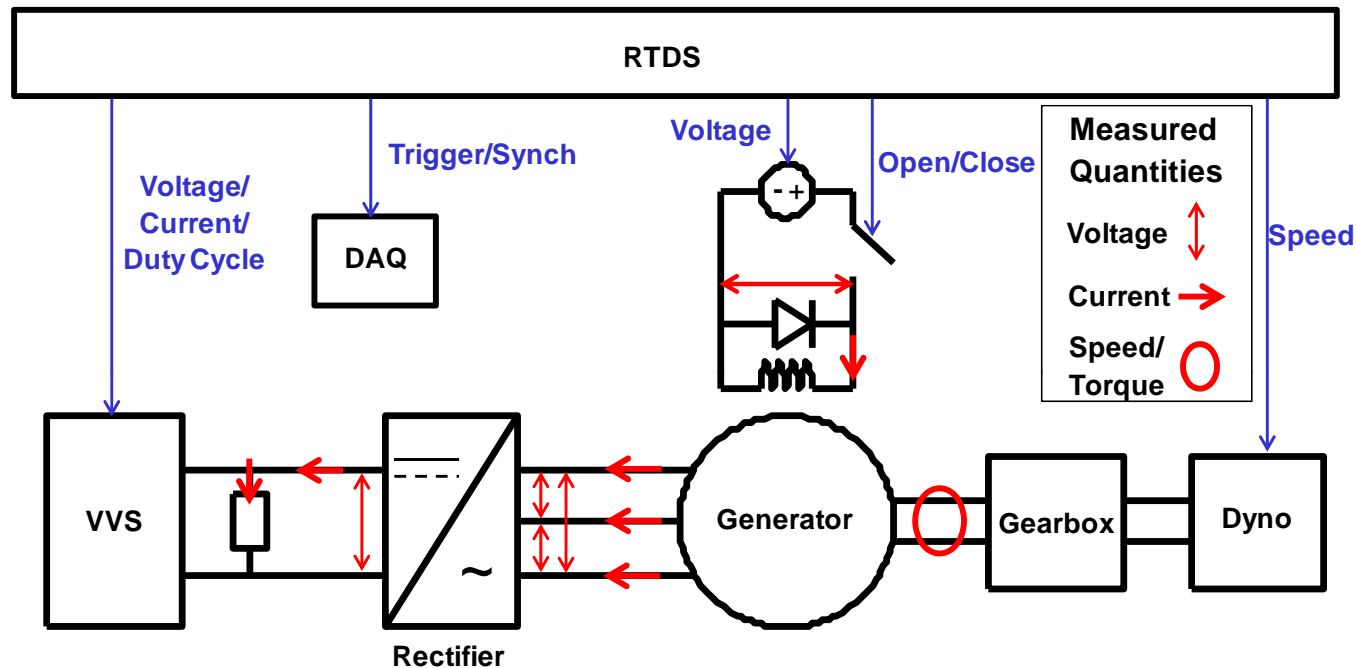 RTDS
Voltage/
Current/
Duty Cycle
Trigger/Synch
DAQ
Voltage
- +
Open/Close
Speed
Measured
Quantities
Voltage
Current
Speed/
Torque
VVS
~
Rectifier
Generator
Gearbox
Dyno